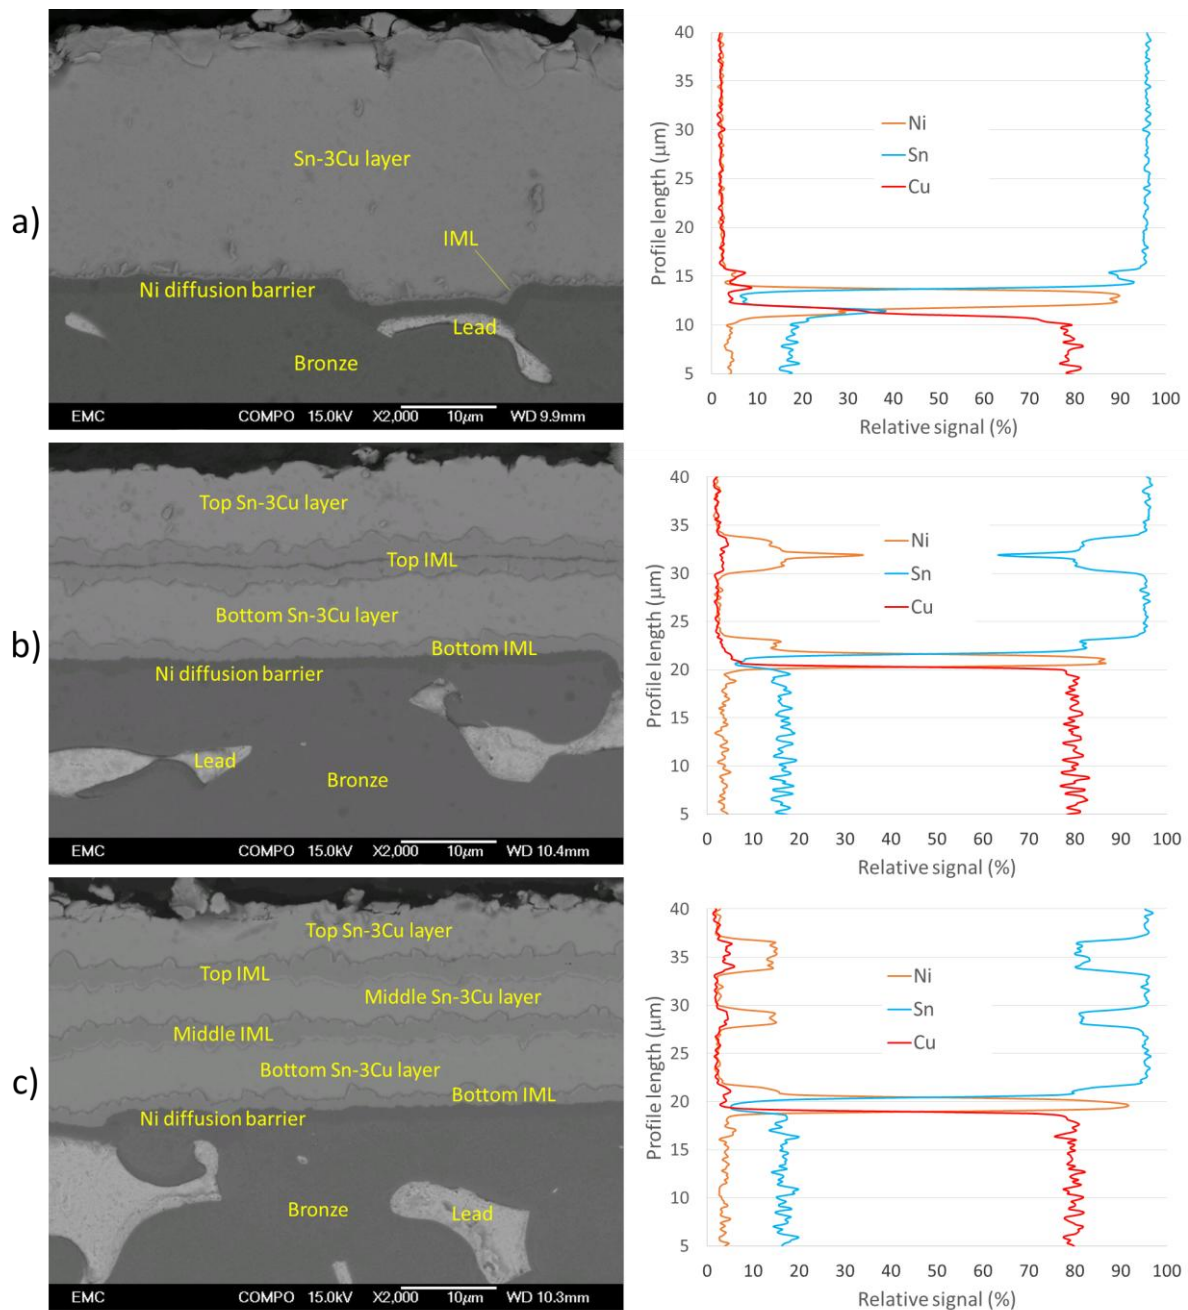 a)
Sn-3Cu layer
IML
Ni diffusion barrier
Lead
Bronze
EMC COMPO 15.0kV X2,000 10µm WD 9.9mm
40
35
30
25
20
15
10
5
Profile length (µm)
Ni
Sn
Cu
0 10 20 30 40 50 60 70 80 90 100
Relative signal (%)
b)
Top Sn-3Cu layer
Top IML
Bottom Sn-3Cu layer
Bottom IML
Ni diffusion barrier
Lead
Bronze
EMC COMPO 15.0kV X2,000 10µm WD 10.4mm
40
35
30
25
20
15
10
5
Profile length (µm)
Ni
Sn
Cu
0 10 20 30 40 50 60 70 80 90 100
Relative signal (%)
c)
Top Sn-3Cu layer
Top IML
Middle Sn-3Cu layer
Middle IML
Bottom Sn-3Cu layer
Bottom IML
Ni diffusion barrier
Bronze
Lead
EMC COMPO 15.0kV X2,000 10µm WD 10.3mm
40
35
30
25
20
15
10
5
Profile length (µm)
Ni
Sn
Cu
0 10 20 30 40 50 60 70 80 90 100
Relative signal (%)